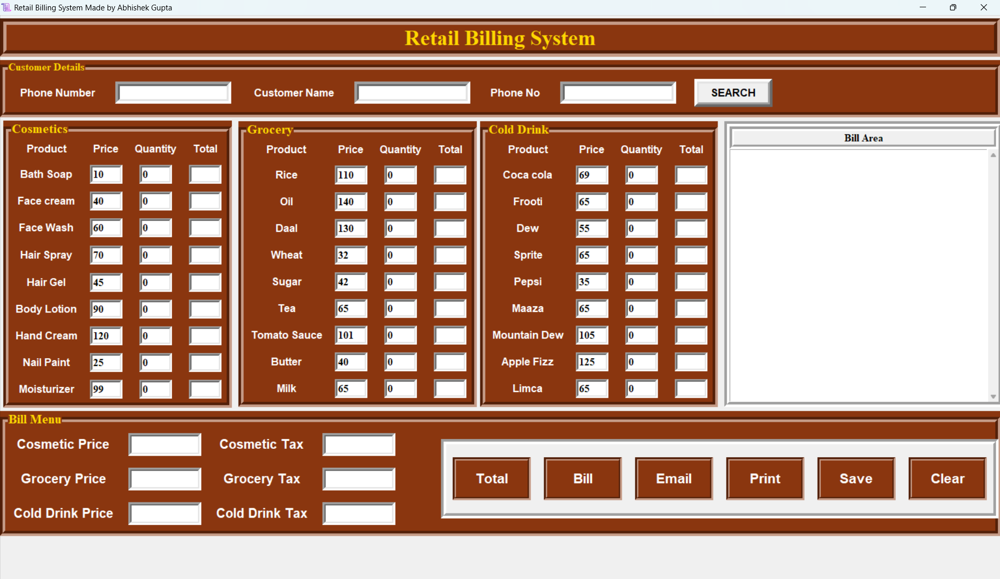 Retail Billing System Made by Abhishek Gupta
Retail Billing System
Customer Details
Phone Number Customer Name Phone No SEARCH
Cosmetics
Product Price Quantity Total
Bath Soap 10 0
Face cream 40 0
Face Wash 60 0
Hair Spray 70 0
Hair Gel 45 0
Body Lotion 90 0
Hand Cream 120 0
Nail Paint 25 0
Moisturizer 99 0
Grocery
Product Price Quantity Total
Rice 110 0
Oil 140 0
Daal 130 0
Wheat 32 0
Sugar 42 0
Tea 65 0
Tomato Sauce 101 0
Butter 40 0
Milk 65 0
Cold Drink
Product Price Quantity Total
Coca cola 69 0
Frooti 65 0
Dew 55 0
Sprite 65 0
Pepsi 35 0
Maaza 65 0
Mountain Dew 105 0
Apple Fizz 125 0
Limca 65 0
Bill Area
Bill Menu
Cosmetic Price Cosmetic Tax
Grocery Price Grocery Tax
Cold Drink Price Cold Drink Tax
Total Bill Email Print Save Clear